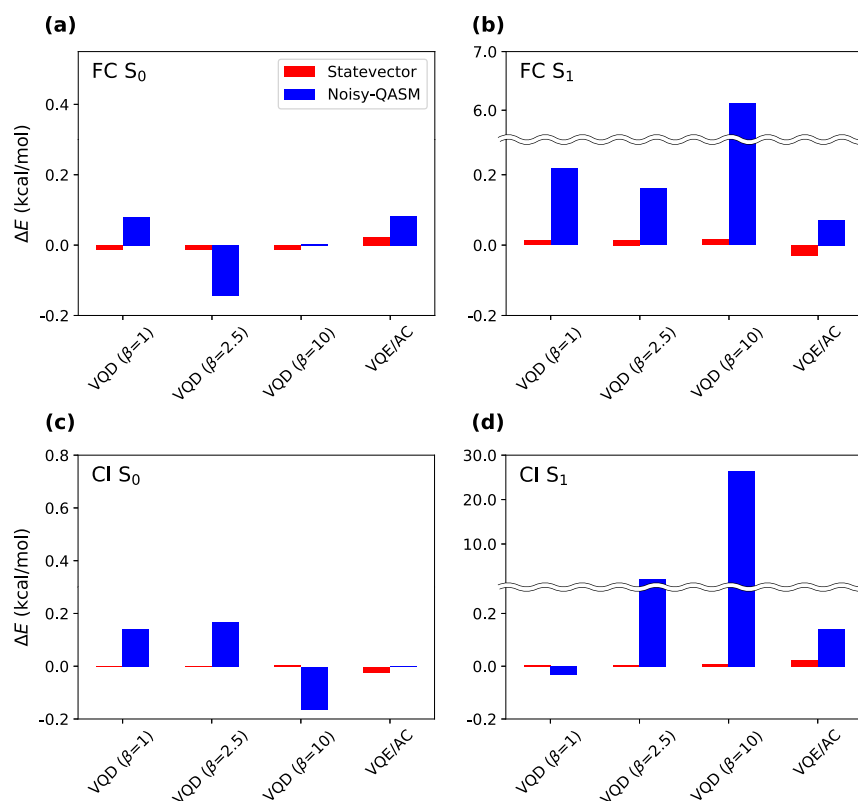 (a)
FC S₀
Statevector
Noisy-QASM
ΔE (kcal/mol)
0.4
0.2
0.0
-0.2
VQD (β=1)
VQD (β=2.5)
VQD (β=10)
VQE/AC
(b)
FC S₁
7.0
6.0
0.2
0.0
-0.2
VQD (β=1)
VQD (β=2.5)
VQD (β=10)
VQE/AC
(c)
CI S₀
ΔE (kcal/mol)
0.8
0.6
0.4
0.2
0.0
-0.2
VQD (β=1)
VQD (β=2.5)
VQD (β=10)
VQE/AC
(d)
CI S₁
30.0
20.0
10.0
0.2
0.0
-0.2
VQD (β=1)
VQD (β=2.5)
VQD (β=10)
VQE/AC